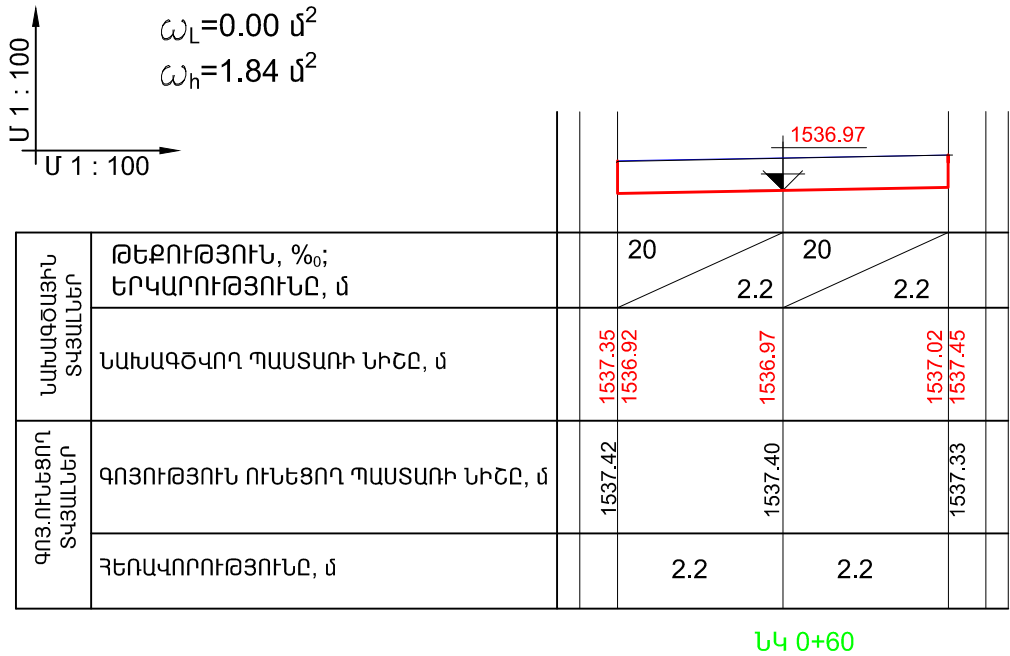 ω_L=0.00 մ²
ω_h=1.84 մ²
Մ 1 : 100
Մ 1 : 100
1536.97
ՆԱԽԱԳԾԱՅԻՆ
ՏՎՅԱԼՆԵՐ
ԹԵՔՈՒԹՅՈՒՆ, ‰;
ԵՐԿԱՐՈՒԹՅՈՒՆԸ, մ
20
2.2
20
2.2
ՆԱԽԱԳԾՎՈՂ ՊԱՍՏԱՌԻ ՆԻՇԸ, մ
1537.35
1536.92
1536.97
1537.02
1537.45
ԳՈՅ.ՈՒՆԵՑՈՂ
ՏՎՅԱԼՆԵՐ
ԳՈՅՈՒԹՅՈՒՆ ՈՒՆԵՑՈՂ ՊԱՍՏԱՌԻ ՆԻՇԸ, մ
1537.42
1537.40
1537.33
ՀԵՌԱՎՈՐՈՒԹՅՈՒՆԸ, մ
2.2
2.2
ՆԿ 0+60